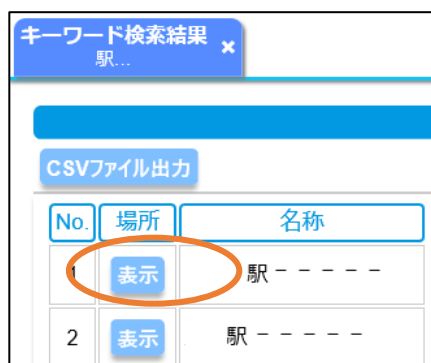 キーワード検索結果 ×
駅...
CSVファイル出力
No. 場所 名称
1 表示 駅－－－－－
2 表示 駅－－－－－